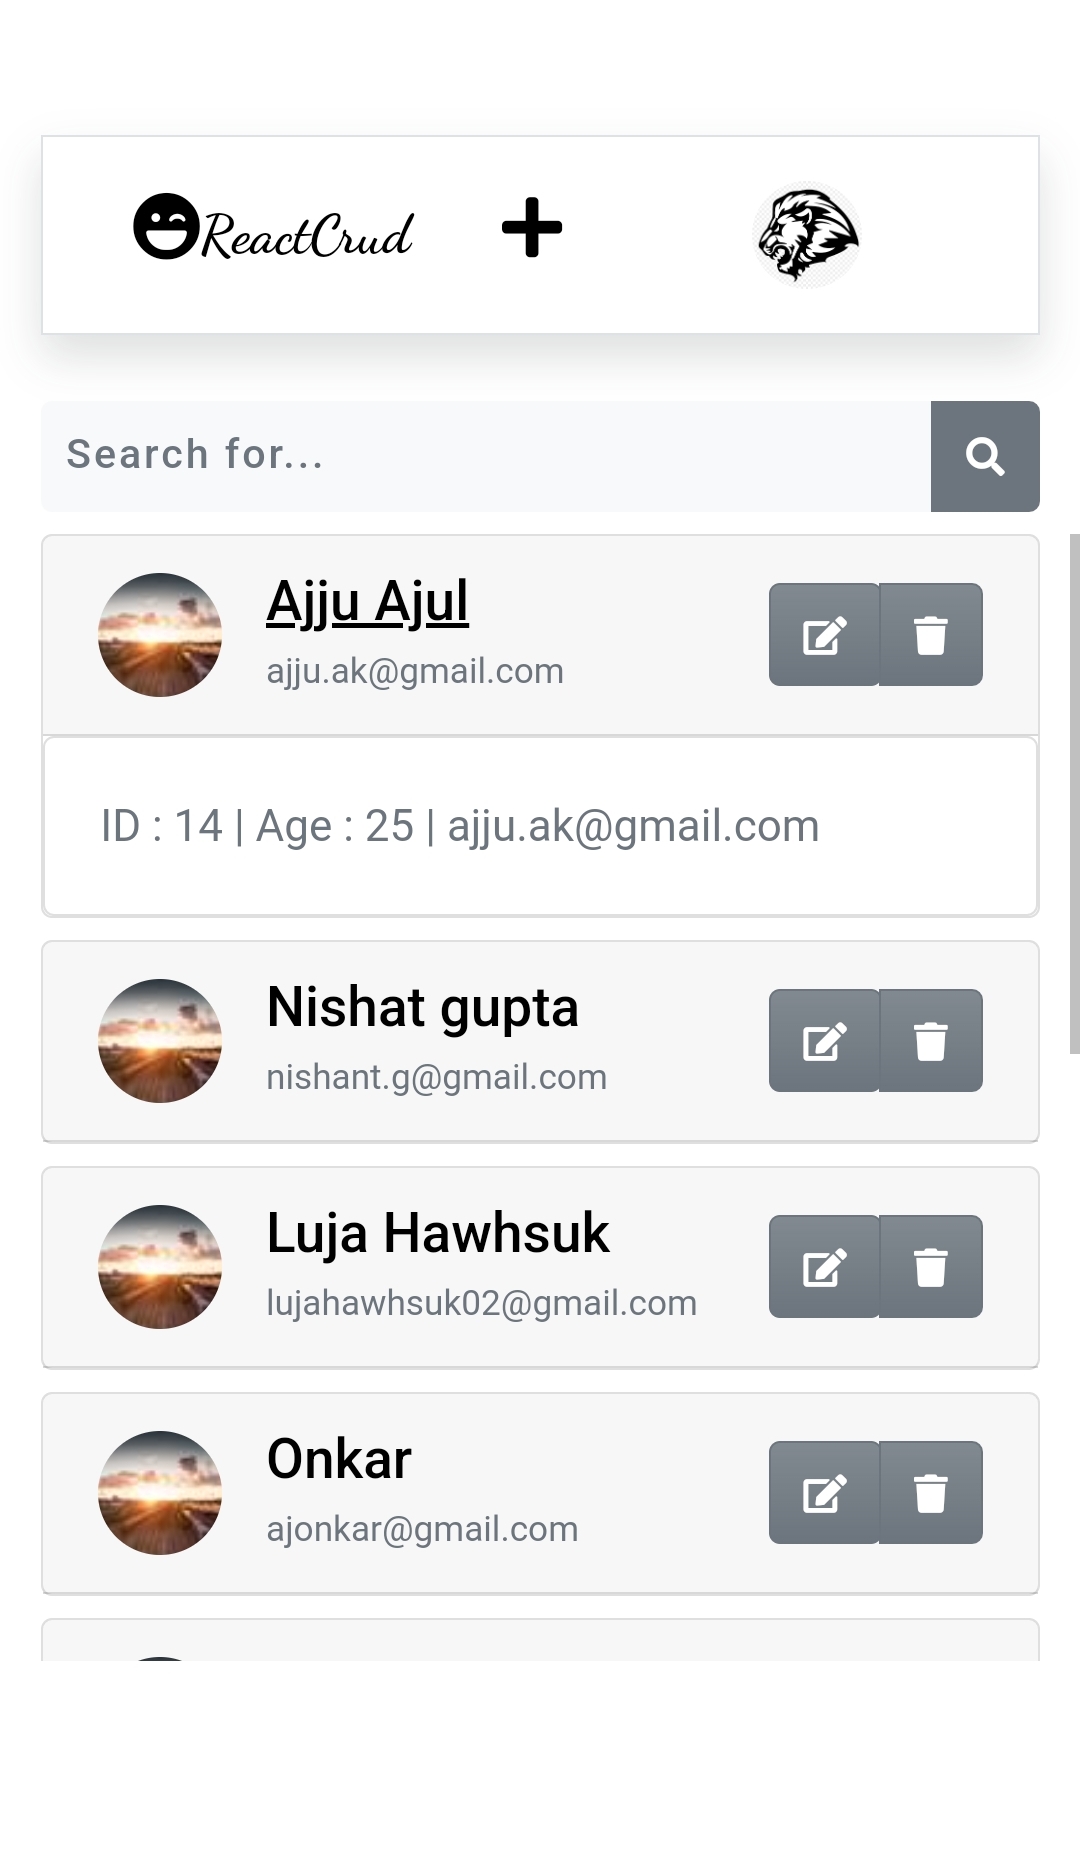 ReactCrud
Search for...
Ajju Ajul
ajju.ak@gmail.com
ID : 14 | Age : 25 | ajju.ak@gmail.com
Nishat gupta
nishant.g@gmail.com
Luja Hawhsuk
lujahawhsuk02@gmail.com
Onkar
ajonkar@gmail.com